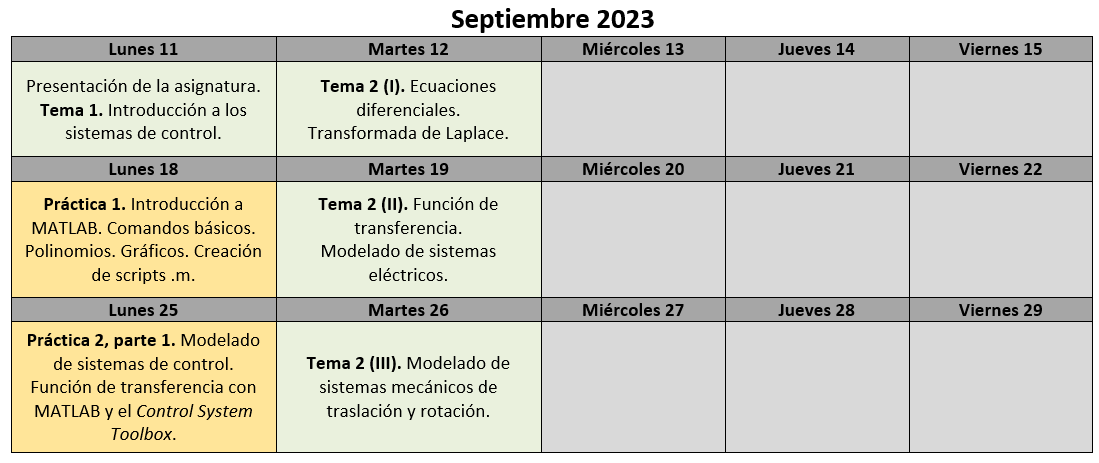 Septiembre 2023
Lunes 11
Martes 12
Miércoles 13
Jueves 14
Viernes 15
Presentación de la asignatura.
Tema 1. Introducción a los
sistemas de control.
Tema 2 (I). Ecuaciones
diferenciales.
Transformada de Laplace.
Lunes 18
Martes 19
Miércoles 20
Jueves 21
Viernes 22
Práctica 1. Introducción a
MATLAB. Comandos básicos.
Polinomios. Gráficos. Creación
de scripts .m.
Tema 2 (II). Función de
transferencia.
Modelado de sistemas
eléctricos.
Lunes 25
Martes 26
Miércoles 27
Jueves 28
Viernes 29
Práctica 2, parte 1. Modelado
de sistemas de control.
Función de transferencia con
MATLAB y el Control System
Toolbox.
Tema 2 (III). Modelado de
sistemas mecánicos de
traslación y rotación.